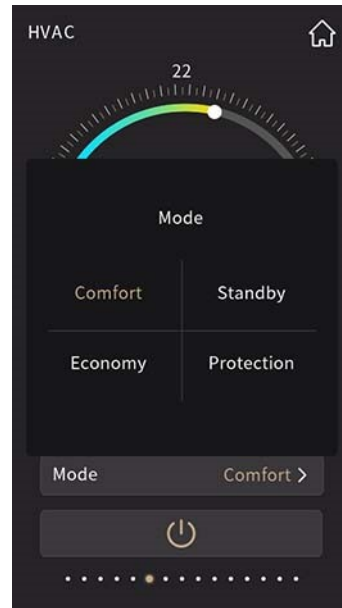 HVAC
22
Mode
Comfort Standby
Economy Protection
Mode Comfort >